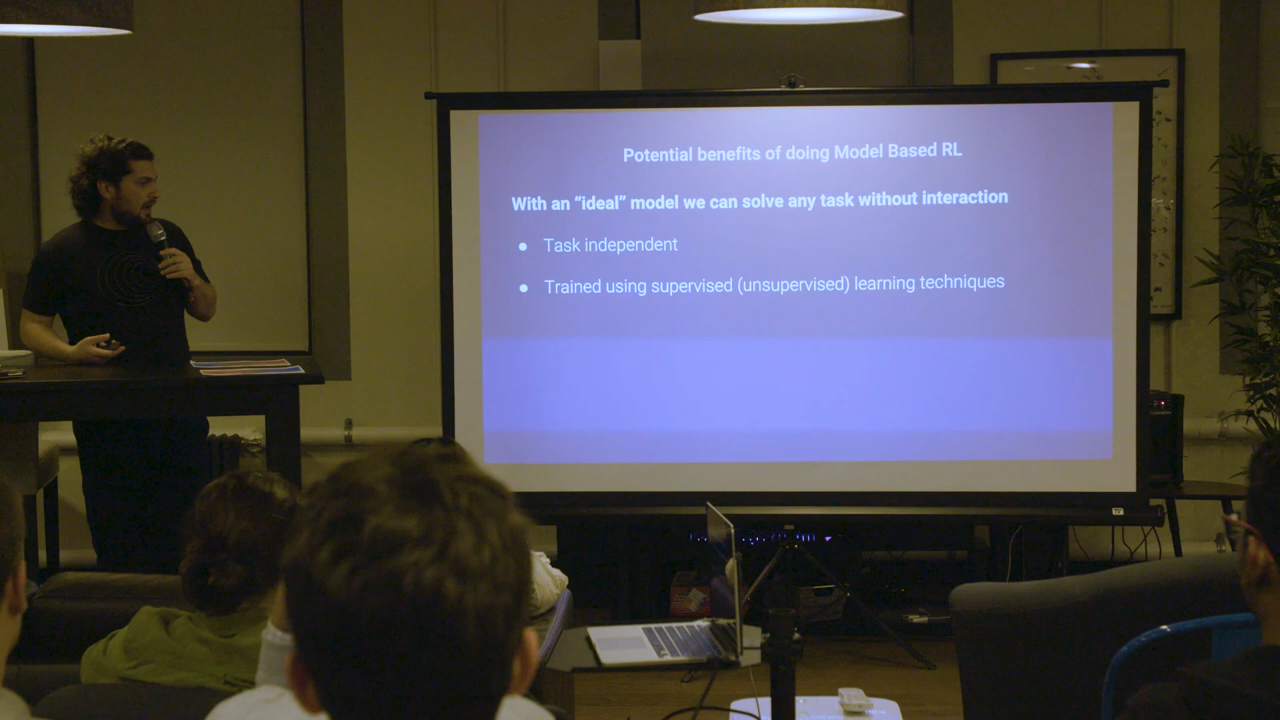 Potential benefits of doing Model Based RL
With an “ideal” model we can solve any task without interaction
● Task independent
● Trained using supervised (unsupervised) learning techniques